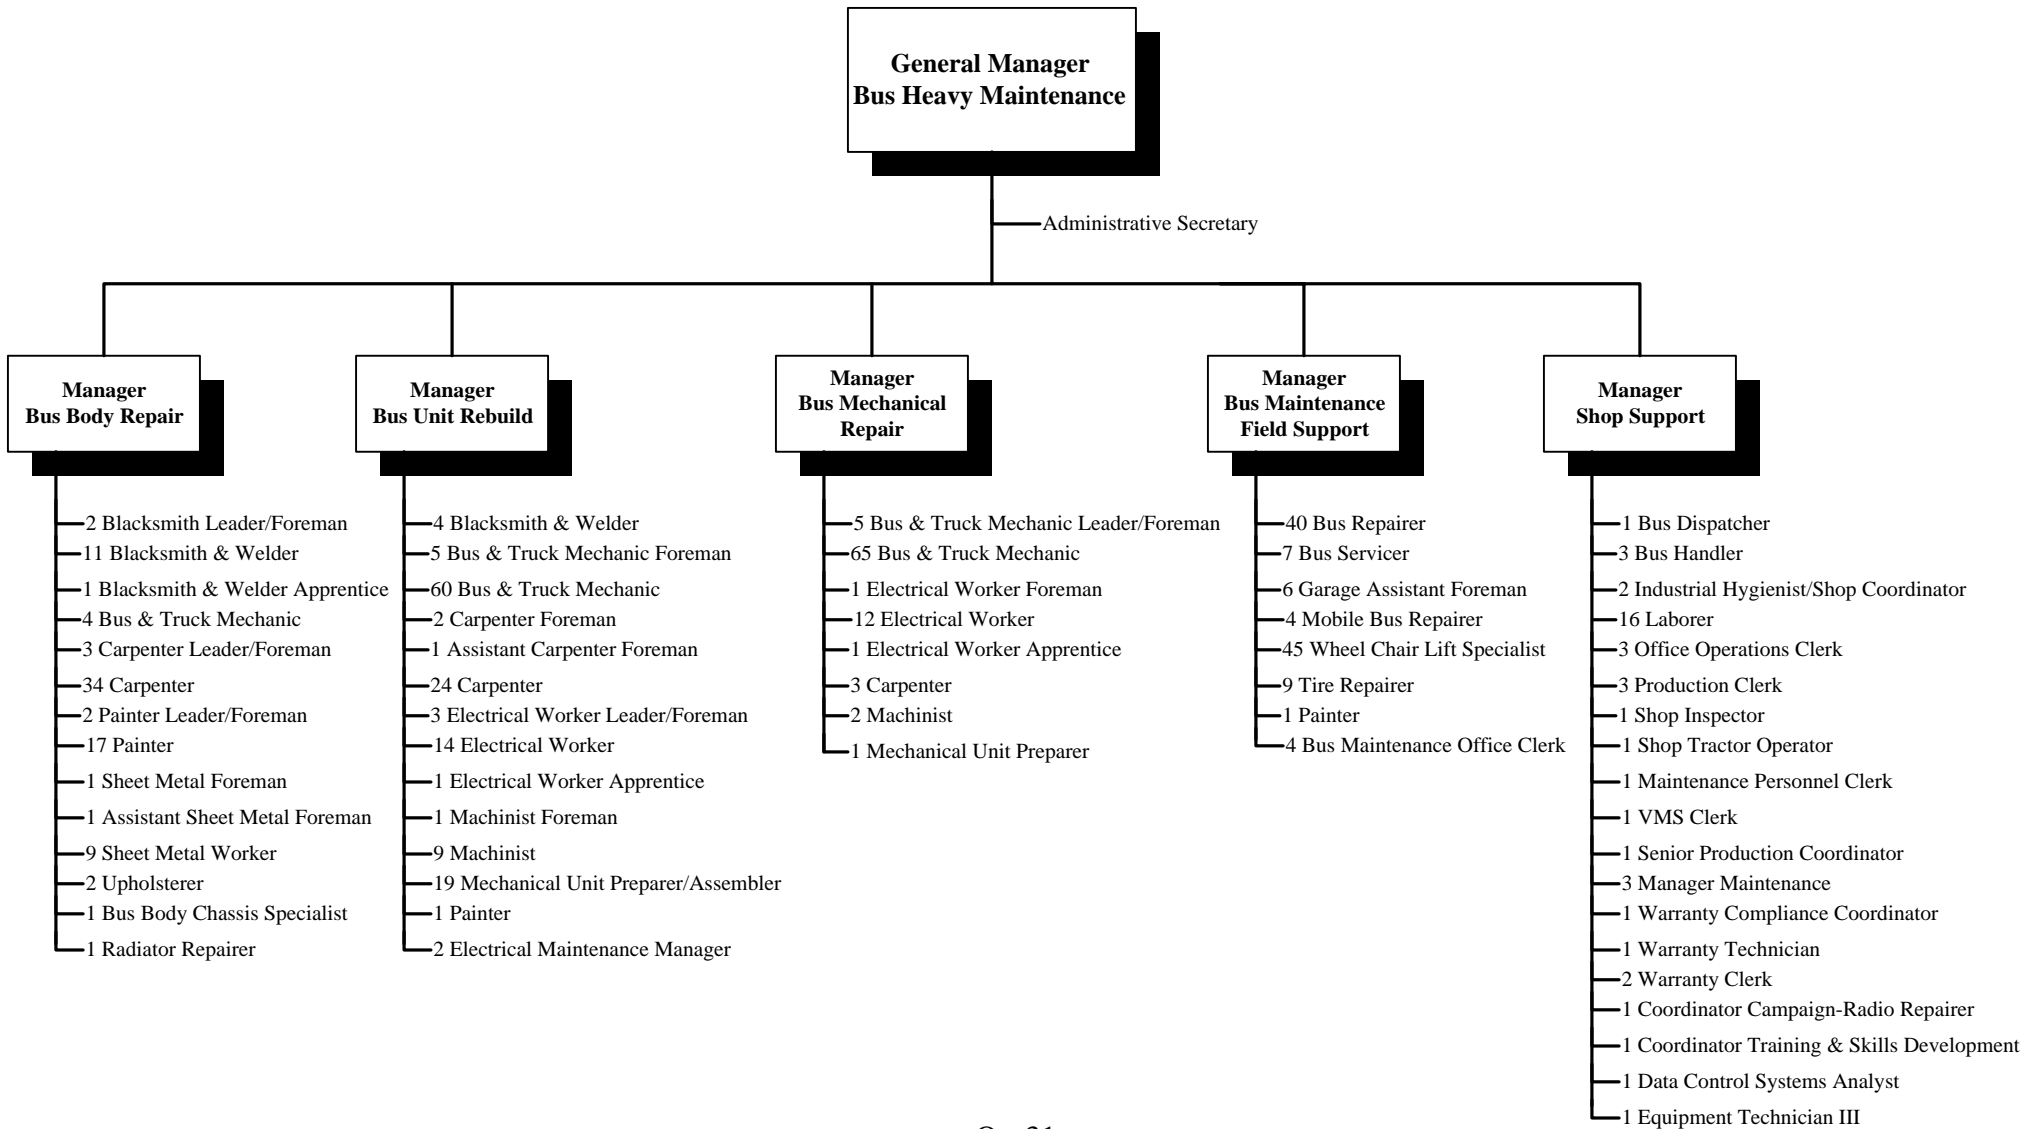 General Manager
Bus Heavy Maintenance
Administrative Secretary
Manager
Bus Body Repair
2 Blacksmith Leader/Foreman
11 Blacksmith & Welder
1 Blacksmith & Welder Apprentice
4 Bus & Truck Mechanic
3 Carpenter Leader/Foreman
34 Carpenter
2 Painter Leader/Foreman
17 Painter
1 Sheet Metal Foreman
1 Assistant Sheet Metal Foreman
9 Sheet Metal Worker
2 Upholsterer
1 Bus Body Chassis Specialist
1 Radiator Repairer
Manager
Bus Unit Rebuild
4 Blacksmith & Welder
5 Bus & Truck Mechanic Foreman
60 Bus & Truck Mechanic
2 Carpenter Foreman
1 Assistant Carpenter Foreman
24 Carpenter
3 Electrical Worker Leader/Foreman
14 Electrical Worker
1 Electrical Worker Apprentice
1 Machinist Foreman
9 Machinist
19 Mechanical Unit Preparer/Assembler
1 Painter
2 Electrical Maintenance Manager
Manager
Bus Mechanical
Repair
5 Bus & Truck Mechanic Leader/Foreman
65 Bus & Truck Mechanic
1 Electrical Worker Foreman
12 Electrical Worker
1 Electrical Worker Apprentice
3 Carpenter
2 Machinist
1 Mechanical Unit Preparer
Manager
Bus Maintenance
Field Support
40 Bus Repairer
7 Bus Servicer
6 Garage Assistant Foreman
4 Mobile Bus Repairer
45 Wheel Chair Lift Specialist
9 Tire Repairer
1 Painter
4 Bus Maintenance Office Clerk
Manager
Shop Support
1 Bus Dispatcher
3 Bus Handler
2 Industrial Hygienist/Shop Coordinator
16 Laborer
3 Office Operations Clerk
3 Production Clerk
1 Shop Inspector
1 Shop Tractor Operator
1 Maintenance Personnel Clerk
1 VMS Clerk
1 Senior Production Coordinator
3 Manager Maintenance
1 Warranty Compliance Coordinator
1 Warranty Technician
2 Warranty Clerk
1 Coordinator Campaign-Radio Repairer
1 Coordinator Training & Skills Development
1 Data Control Systems Analyst
1 Equipment Technician III